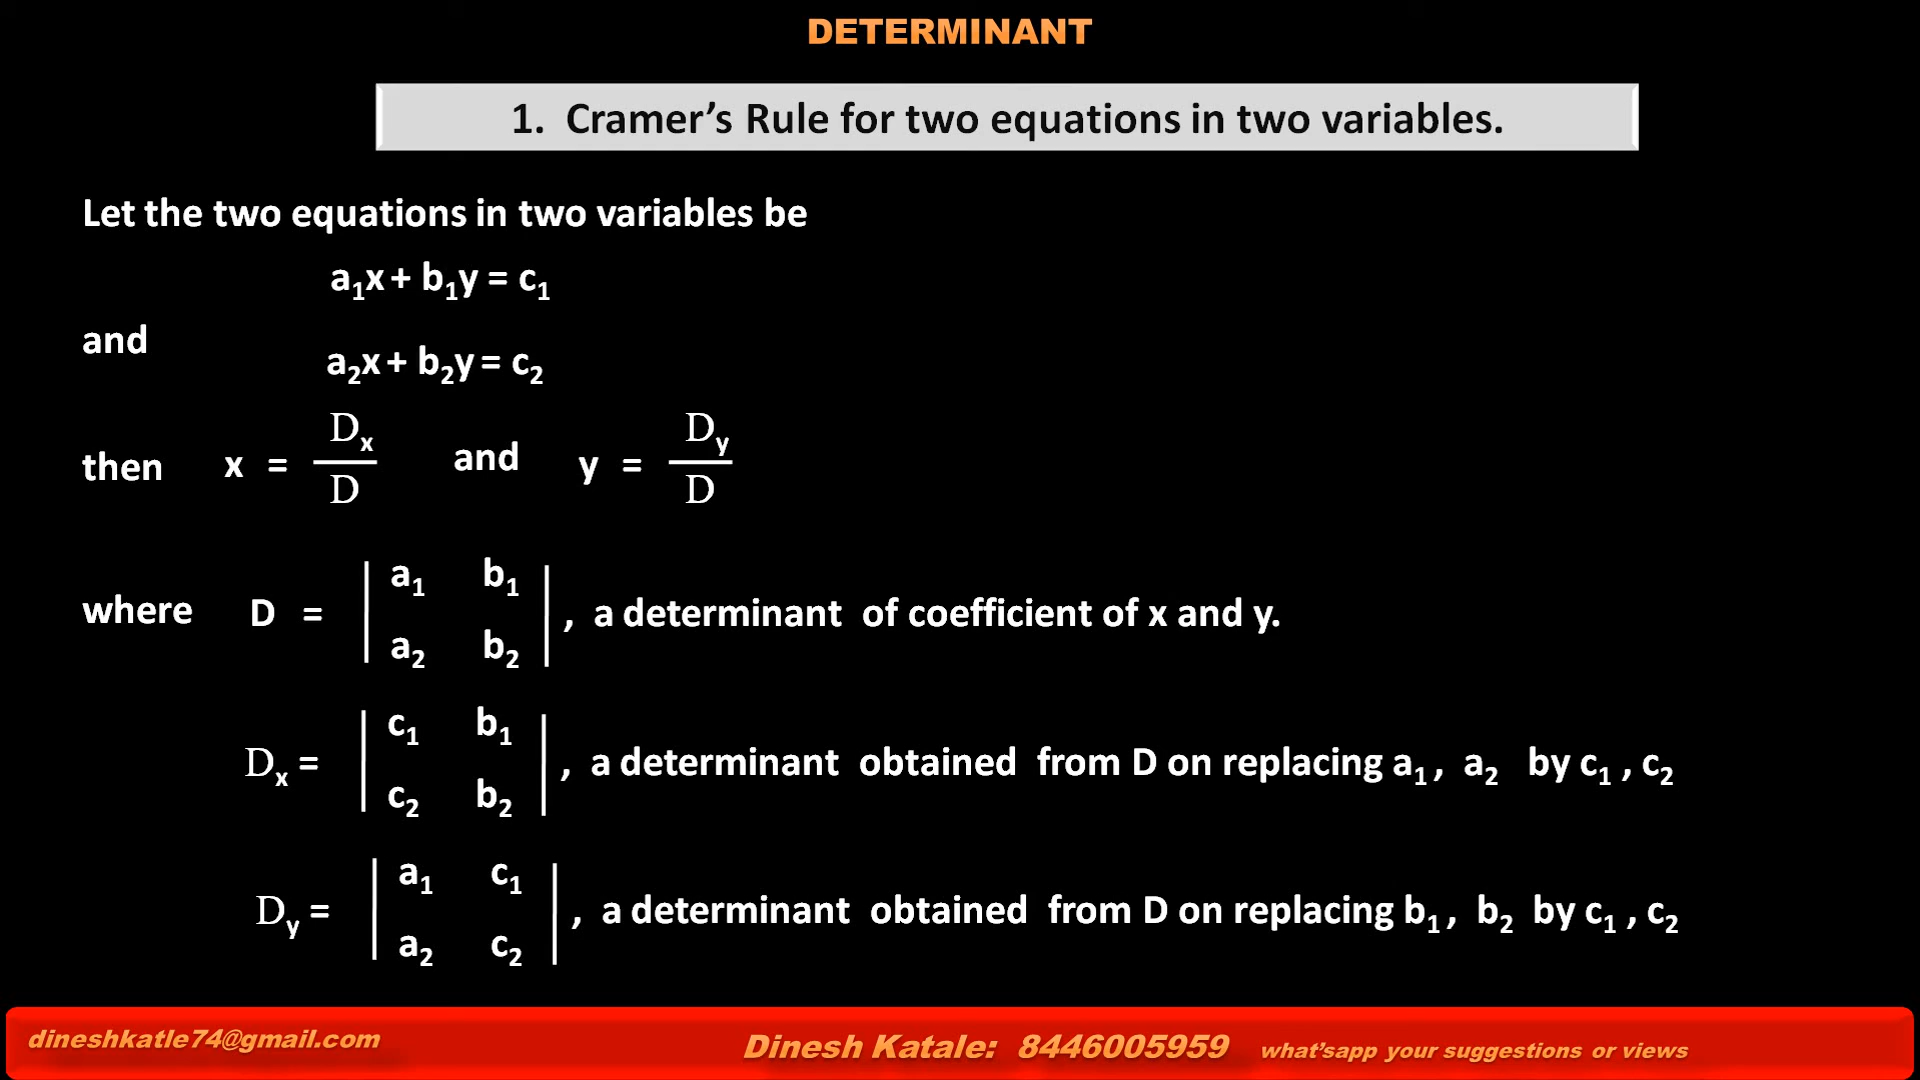 DETERMINANT
1. Cramer’s Rule for two equations in two variables.
Let the two equations in two variables be
a₁x + b₁y = c₁
and
a₂x + b₂y = c₂
then x = Dₓ/D and y = D_y/D
where D = | a₁ b₁ |
| a₂ b₂ | , a determinant of coefficient of x and y.
Dₓ = | c₁ b₁ |
| c₂ b₂ | , a determinant obtained from D on replacing a₁ , a₂ by c₁ , c₂
D_y = | a₁ c₁ |
| a₂ c₂ | , a determinant obtained from D on replacing b₁ , b₂ by c₁ , c₂
dineshkatle74@gmail.com Dinesh Katale: 8446005959 what’sapp your suggestions or views